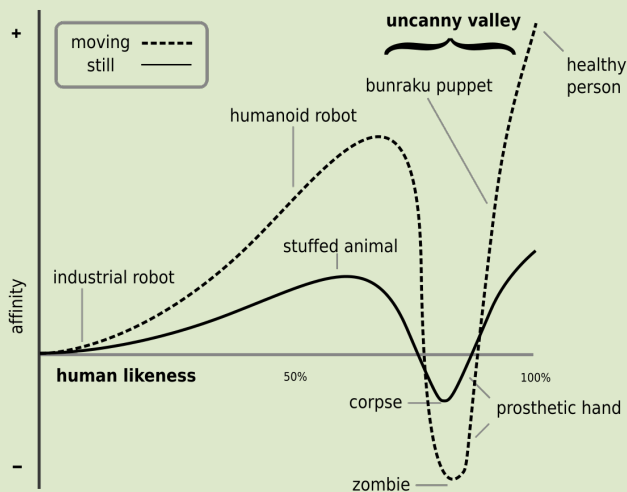 uncanny valley
+
moving
still
healthy
person
bunraku puppet
humanoid robot
stuffed animal
industrial robot
affinity
human likeness
50%
100%
corpse
prosthetic hand
–
zombie